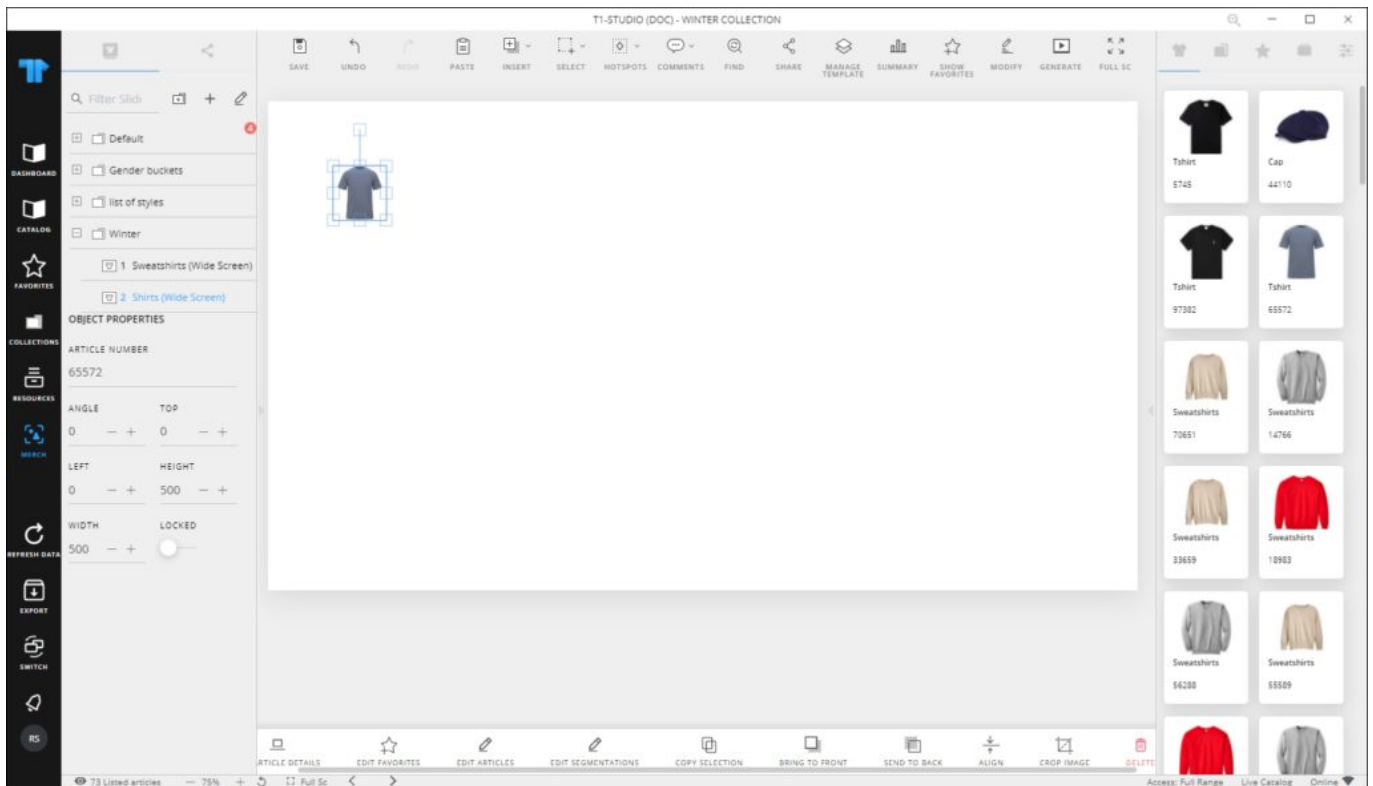 T1-STUDIO (DOC) - WINTER COLLECTION
SAVE
UNDO
REDO
PASTE
INSERT
SELECT
HOTSPOTS
COMMENTS
FIND
SHARE
MANAGE TEMPLATE
SUMMARY
SHOW FAVORITES
MODIFY
GENERATE
FULL SC
DASHBOARD
CATALOG
FAVORITES
COLLECTIONS
RESOURCES
MERCH
REFRESH DATA
EXPORT
SWITCH
RS
Filter Slid
4
Default
Gender buckets
list of styles
Winter
1 Sweatshirts (Wide Screen)
2 Shirts (Wide Screen)
OBJECT PROPERTIES
ARTICLE NUMBER
65572
ANGLE TOP
0 — + 0 — +
LEFT HEIGHT
0 — + 500 — +
WIDTH LOCKED
500 — +
Tshirt Cap
5745 44110
Tshirt Tshirt
97382 65572
Sweatshirts Sweatshirts
70651 14766
Sweatshirts Sweatshirts
33659 18983
Sweatshirts Sweatshirts
56288 55589
ARTICLE DETAILS
EDIT FAVORITES
EDIT ARTICLES
EDIT SEGMENTATIONS
COPY SELECTION
BRING TO FRONT
SEND TO BACK
ALIGN
CROP IMAGE
DELETE
73 Listed articles — 75% + Full Sc
Access: Full Range Live Catalog Online